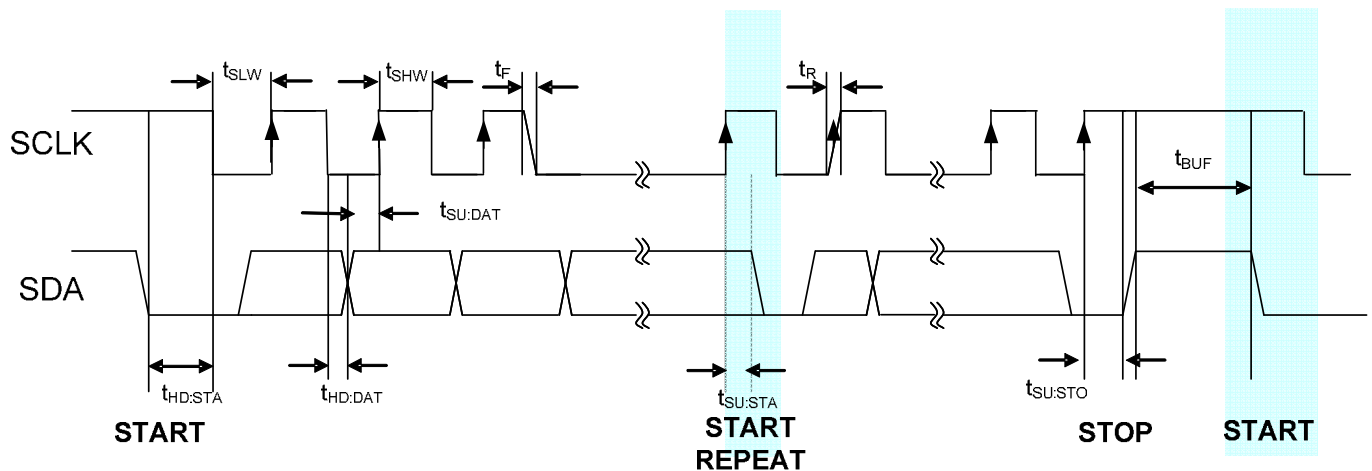 tSLW
tSHW
tF
tR
SCLK
tBUF
tSU:DAT
SDA
tHD:STA
tHD:DAT
tSU:STA
tSU:STO
START
START
REPEAT
STOP
START